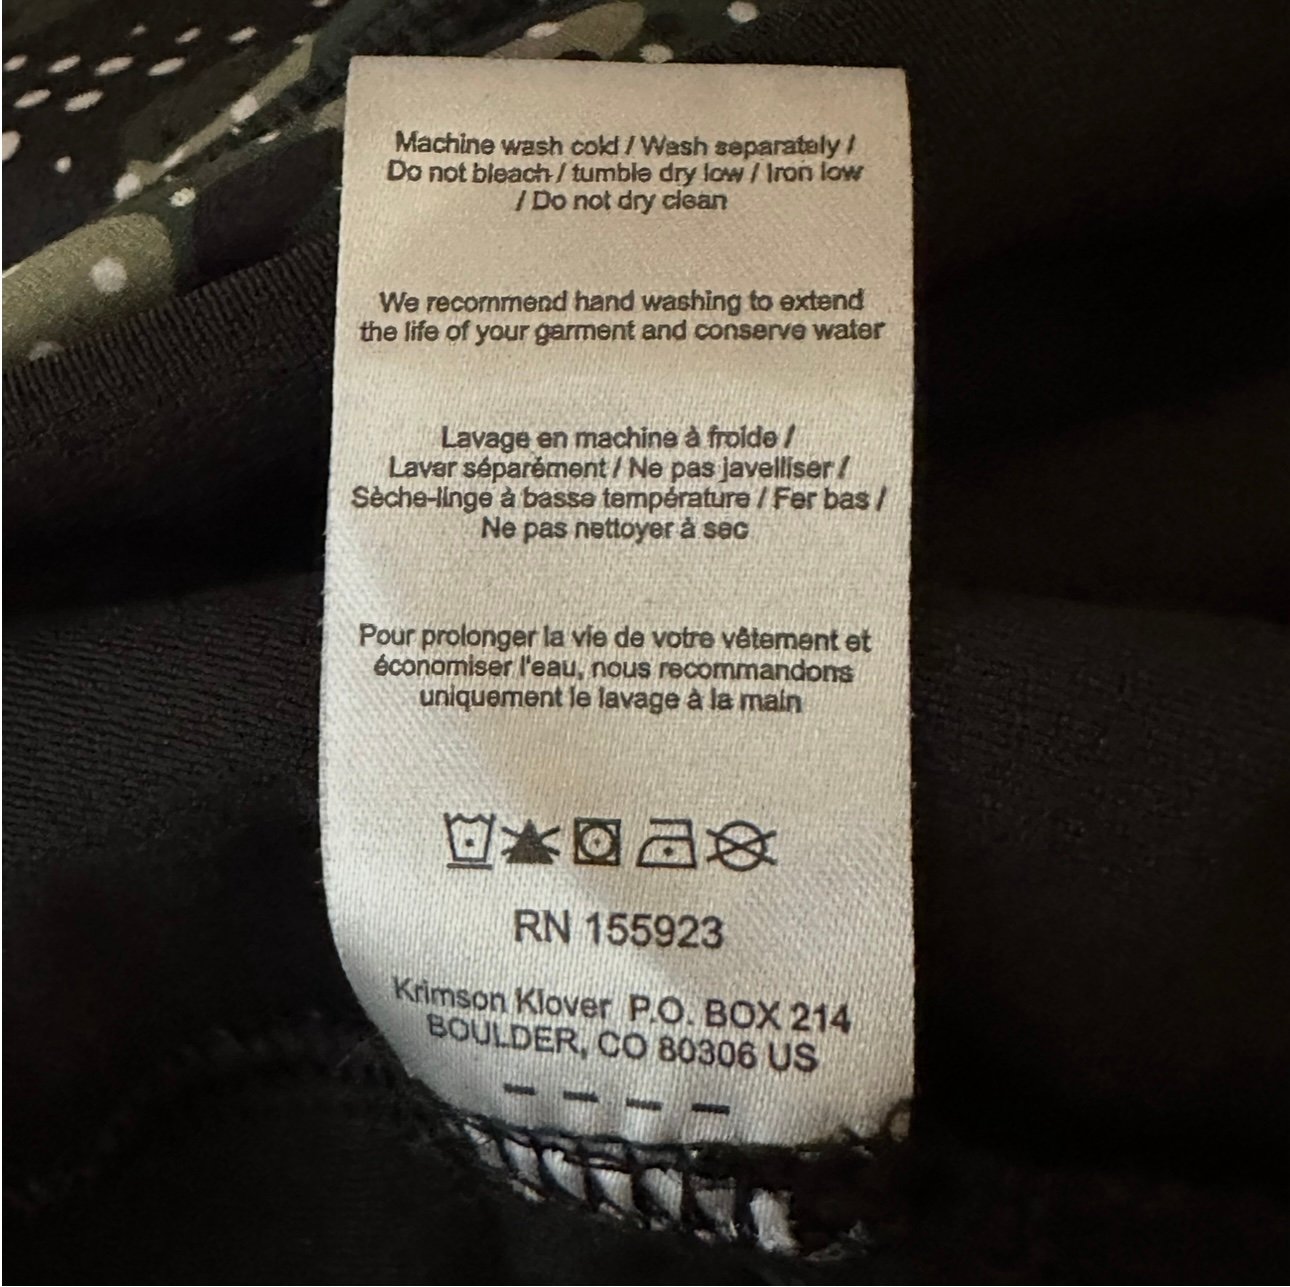 Machine wash cold / Wash separately /
Do not bleach / tumble dry low / Iron low
/ Do not dry clean
We recommend hand washing to extend
the life of your garment and conserve water
Lavage en machine à froide /
Laver séparément / Ne pas javelliser /
Sèche-linge à basse température / Fer bas /
Ne pas nettoyer à sec
Pour prolonger la vie de votre vêtement et
économiser l'eau, nous recommandons
uniquement le lavage à la main
RN 155923
Krimson Klover P.O. BOX 214
BOULDER, CO 80306 US